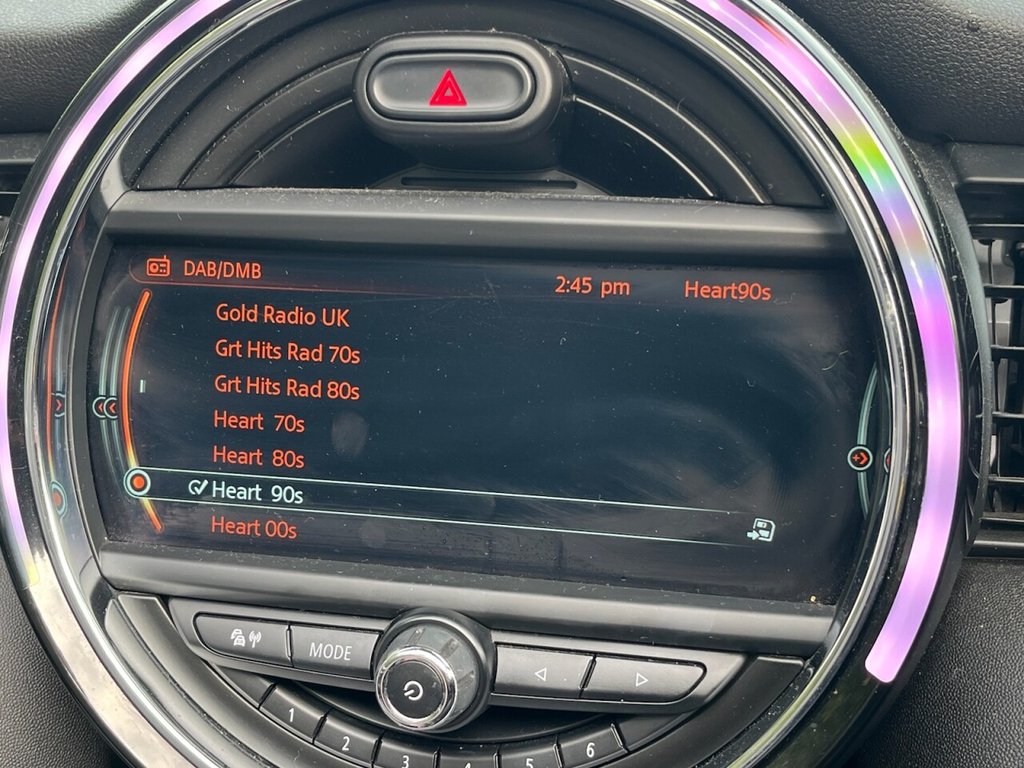 DAB/DMB 2:45 pm Heart90s
Gold Radio UK
Grt Hits Rad 70s
Grt Hits Rad 80s
Heart 70s
Heart 80s
Heart 90s
Heart 00s
MODE
1
2
3
4
5
6